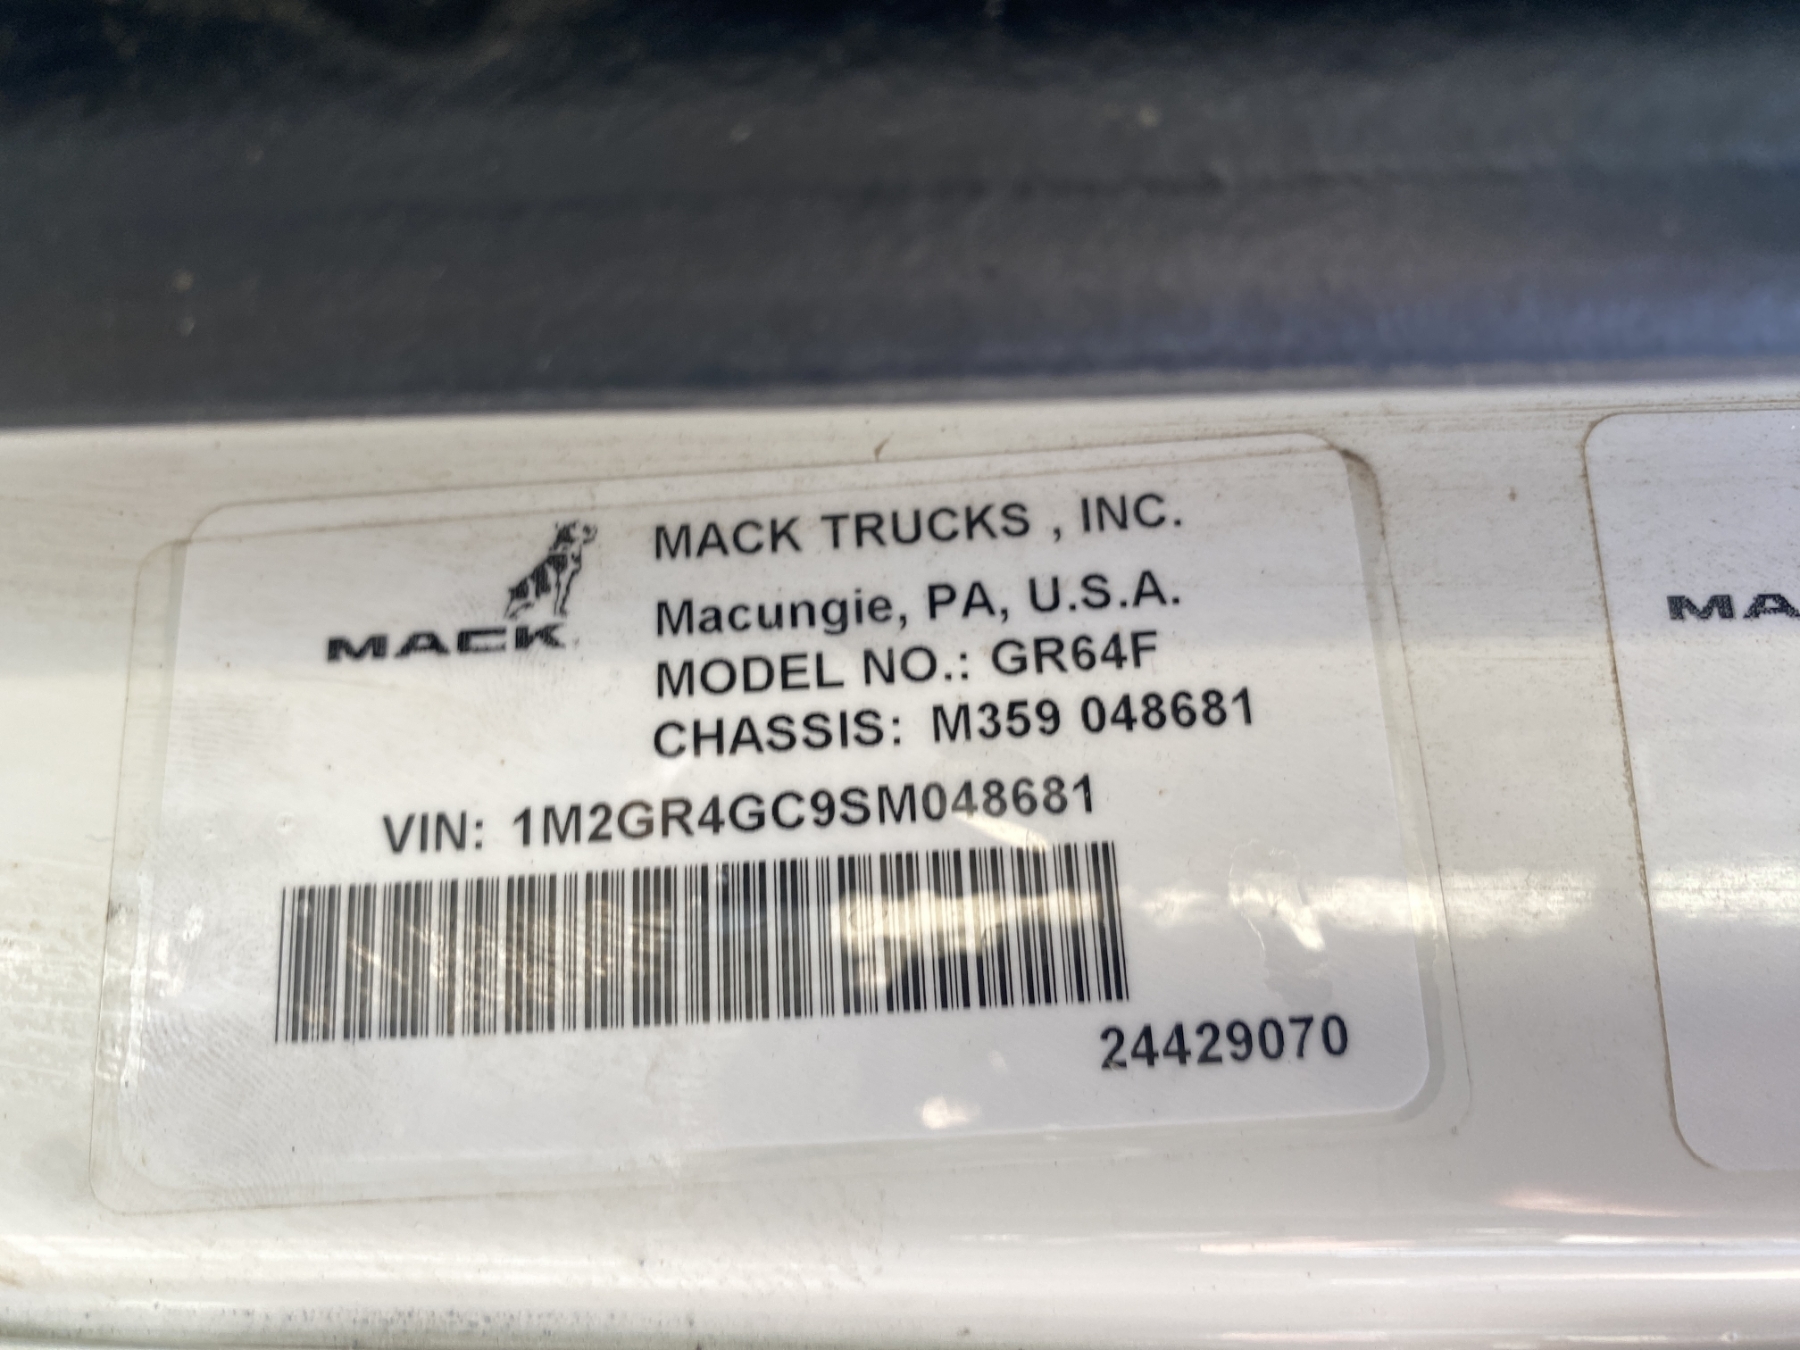 MACK
MACK TRUCKS , INC.
Macungie, PA, U.S.A.
MODEL NO.: GR64F
CHASSIS: M359 048681
VIN: 1M2GR4GC9SM048681
24429070
MA